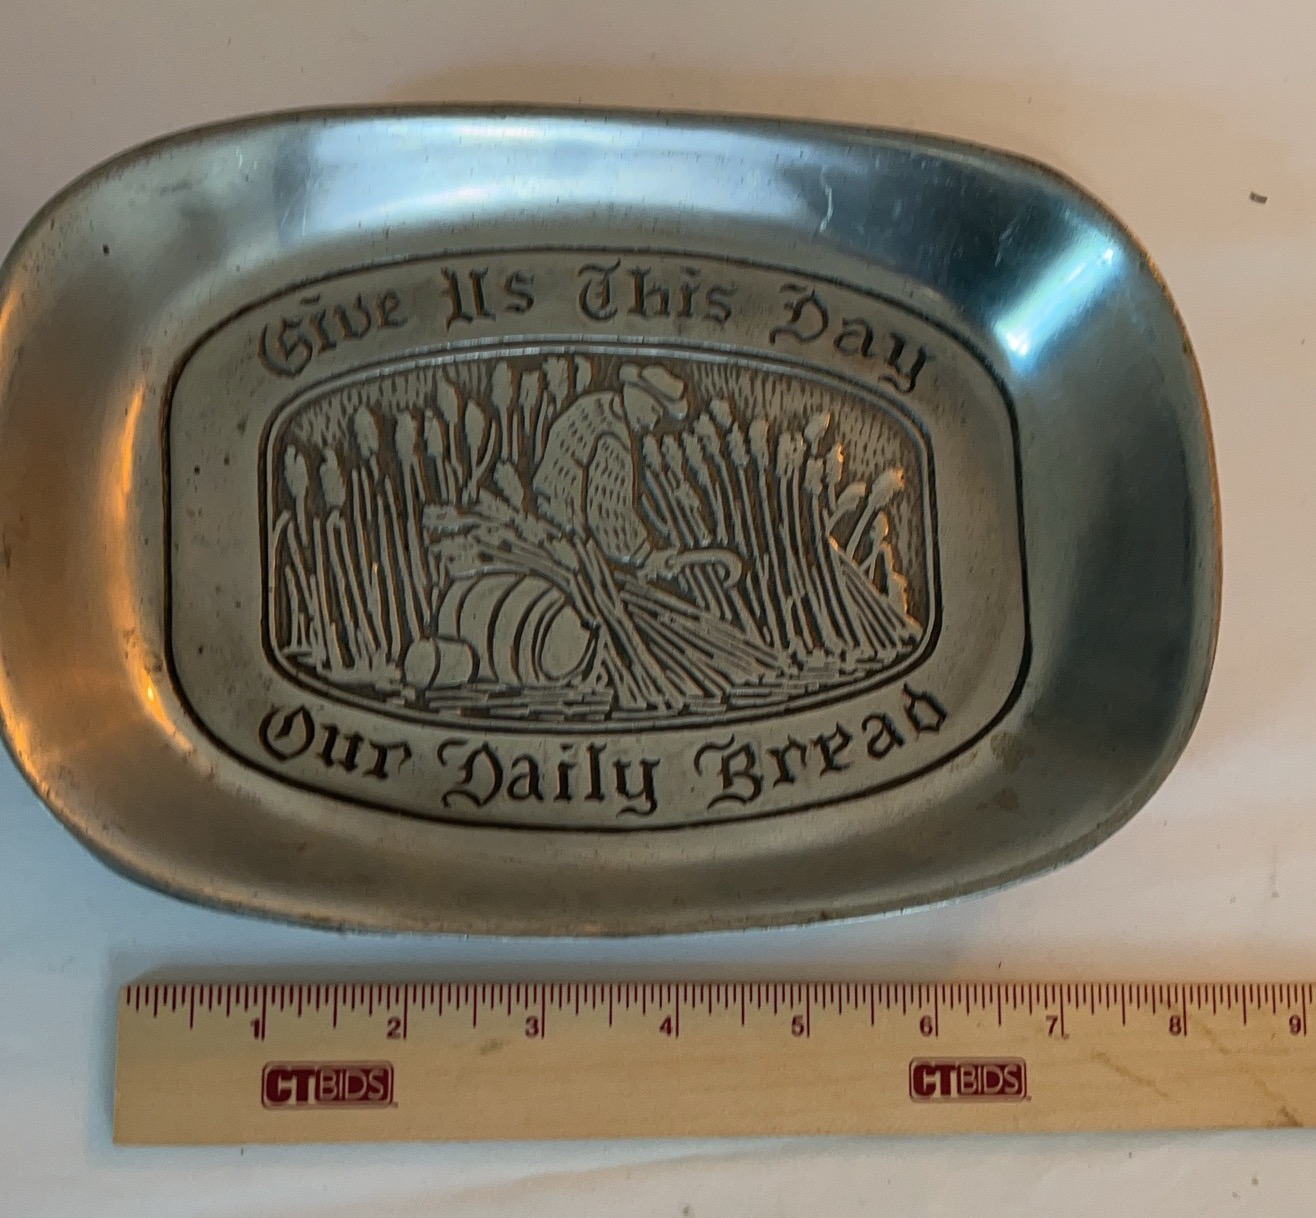 Give Us This Day
Our Daily Bread
1 2 3 4 5 6 7 8 9
CTBIDS CTBIDS